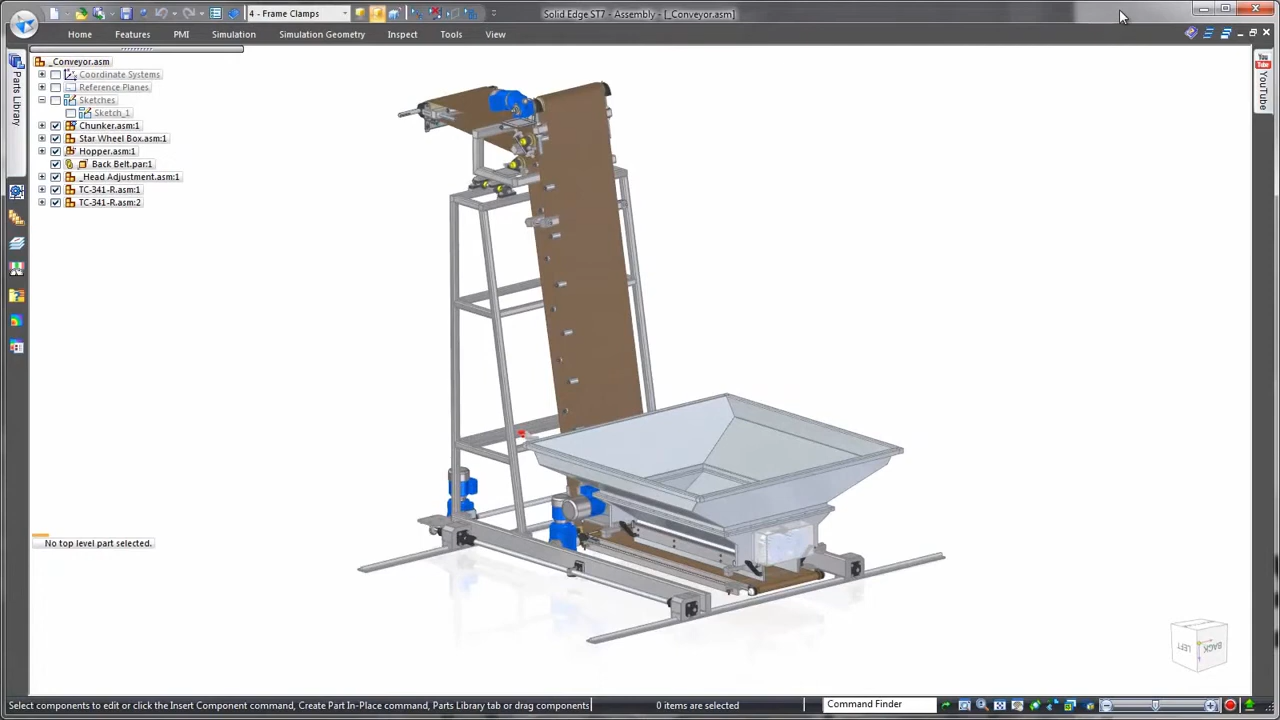 4 - Frame Clamps
Solid Edge ST7 - Assembly - [_Conveyor.asm]
Home Features PMI Simulation Simulation Geometry Inspect Tools View
Parts Library
YouTube
_Conveyor.asm
Coordinate Systems
Reference Planes
Sketches
Sketch_1
Chunker.asm:1
Star Wheel Box.asm:1
Hopper.asm:1
Back Belt.par:1
_Head Adjustment.asm:1
TC-341-R.asm:1
TC-341-R.asm:2
No top level part selected.
LEFT BACK
Select components to edit or click the Insert Component command, Create Part In-Place command, Parts Library tab or drag components
0 items are selected
Command Finder